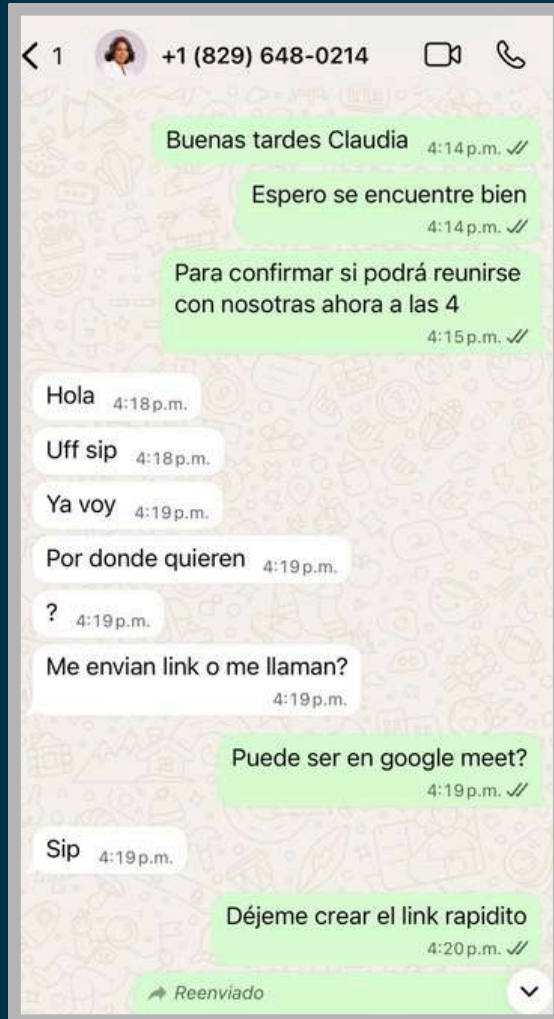 1 +1 (829) 648-0214
Buenas tardes Claudia 4:14 p.m.
Espero se encuentre bien
4:14 p.m.
Para confirmar si podrá reunirse
con nosotras ahora a las 4
4:15 p.m.
Hola 4:18 p.m.
Uff sip 4:18 p.m.
Ya voy 4:19 p.m.
Por donde quieren 4:19 p.m.
? 4:19 p.m.
Me envian link o me llaman?
4:19 p.m.
Puede ser en google meet?
4:19 p.m.
Sip 4:19 p.m.
Déjeme crear el link rapidito
4:20 p.m.
Reenviado